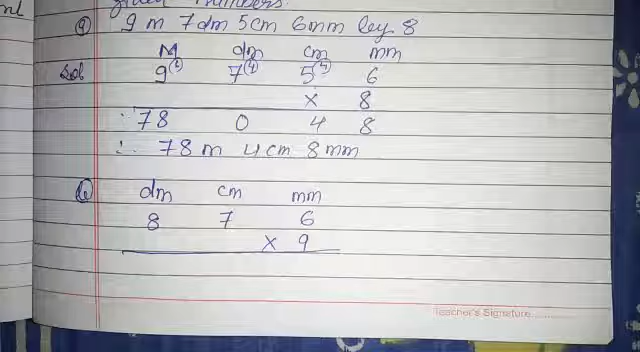 numbers.
a 9 m 7 dm 5 cm 6 mm by 8
M dm cm mm
Sol 9 7 5 6
x 8
78 0 4 8
∴ 78 m 4 cm 8 mm
b dm cm mm
8 7 6
x 9
Teacher's Signature